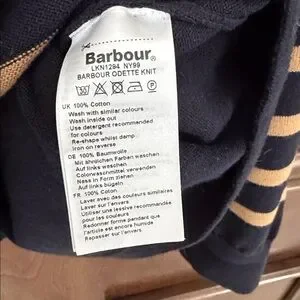 Barbour®
LKN1294 NY99
BARBOUR ODETTE KNIT
30
UK 100% Cotton
Wash with similar colours
Wash inside out
Use detergent recommended
for colours
Re-shape whilst damp
Iron on reverse
DE 100% Baumwolle
Mit ähnlichen Farben waschen
Auf links waschen
Colorwaschmittel verwenden
Nass in Form ziehen
Auf links bügeln
FR 100% Coton
Laver avec des couleurs similaires
Laver sur l'envers
Utiliser une lessive recommandée
pour les couleurs
Redonner forme pendant que
l'article est encore humide
Repasser sur l'envers